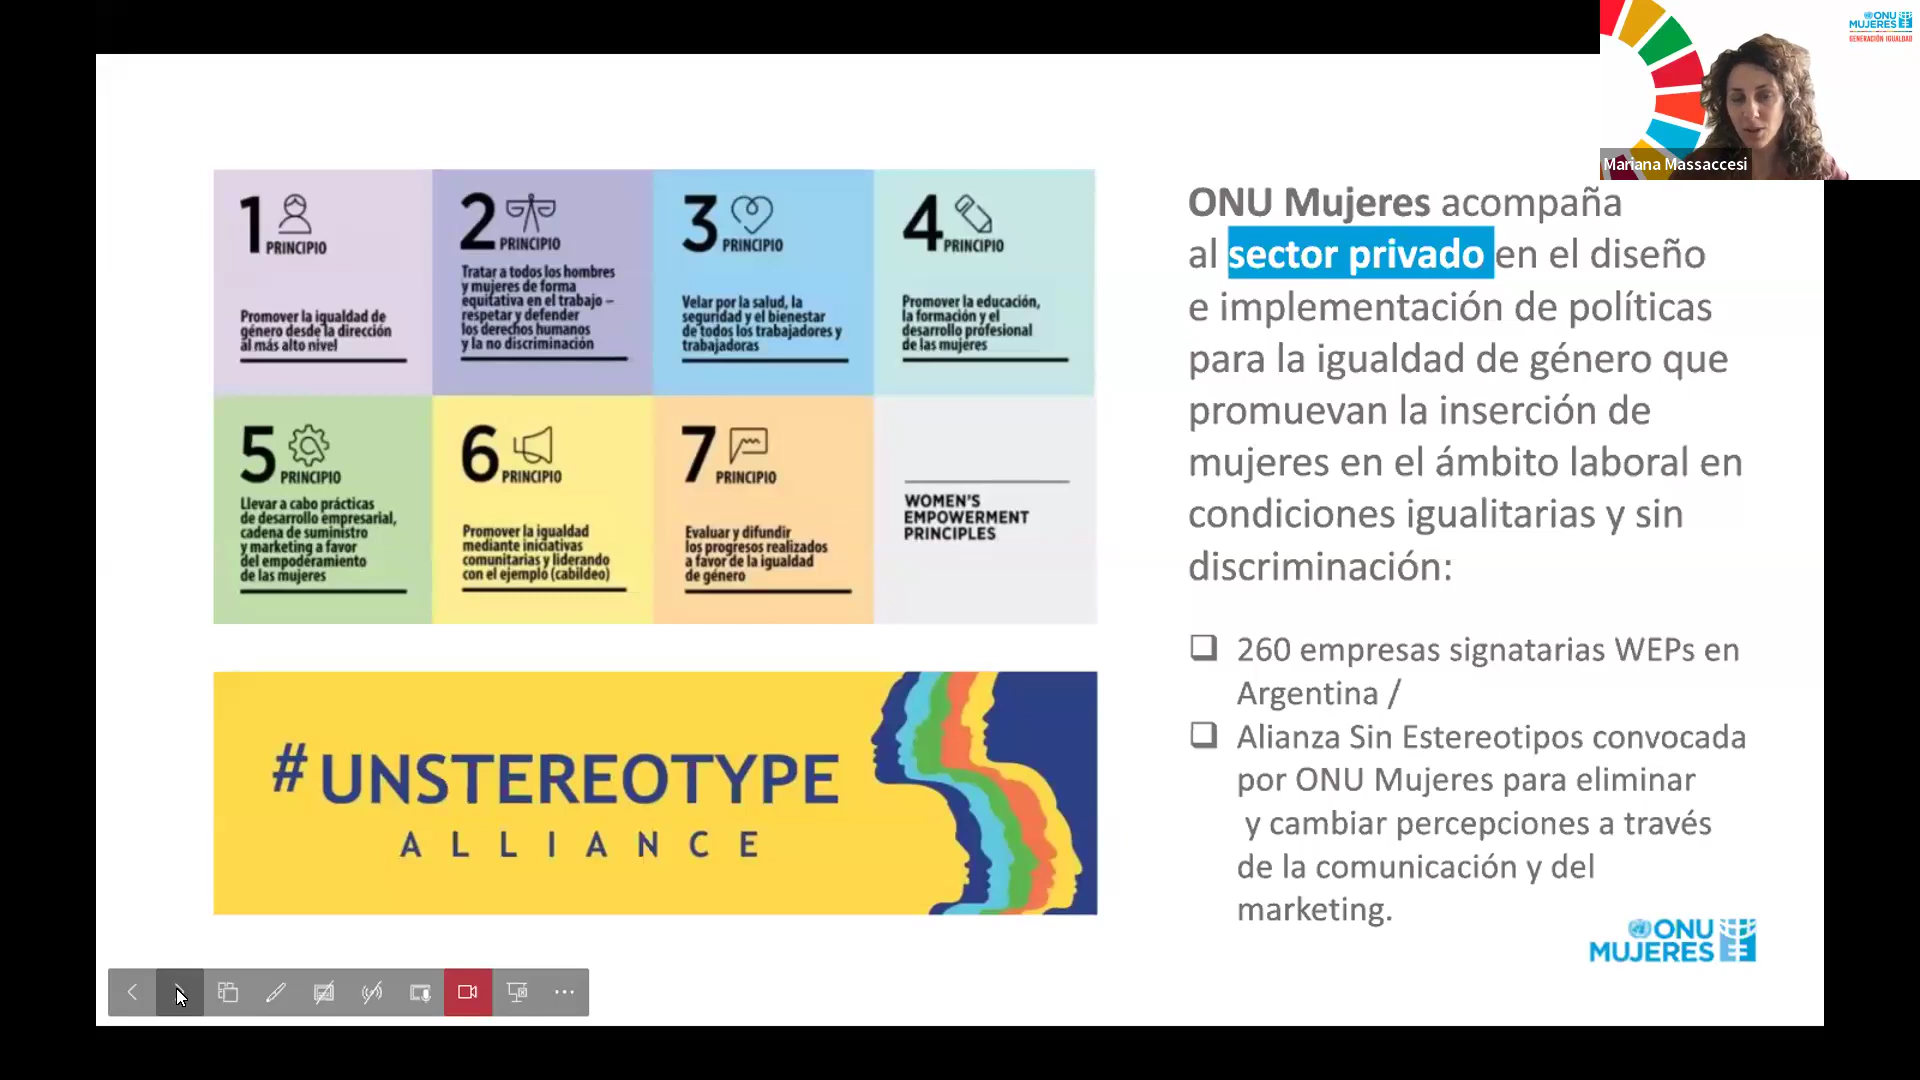 ONU
MUJERES
GENERACIÓN IGUALDAD
Mariana Massaccesi
1 PRINCIPIO
Promover la igualdad de
género desde la dirección
al más alto nivel
2 PRINCIPIO
Tratar a todos los hombres
y mujeres de forma
equitativa en el trabajo –
respetar y defender
los derechos humanos
y la no discriminación
3 PRINCIPIO
Velar por la salud, la
seguridad y el bienestar
de todos los trabajadores y
trabajadoras
4 PRINCIPIO
Promover la educación,
la formación y el
desarrollo profesional
de las mujeres
5 PRINCIPIO
Llevar a cabo prácticas
de desarrollo empresarial,
cadena de suministro
y marketing a favor
del empoderamiento
de las mujeres
6 PRINCIPIO
Promover la igualdad
mediante iniciativas
comunitarias y liderando
con el ejemplo (cabildeo)
7 PRINCIPIO
Evaluar y difundir
los progresos realizados
a favor de la igualdad
de género
WOMEN'S
EMPOWERMENT
PRINCIPLES
#UNSTEREOTYPE
ALLIANCE
ONU Mujeres acompaña
al sector privado en el diseño
e implementación de políticas
para la igualdad de género que
promuevan la inserción de
mujeres en el ámbito laboral en
condiciones igualitarias y sin
discriminación:
260 empresas signatarias WEPs en
Argentina /
Alianza Sin Estereotipos convocada
por ONU Mujeres para eliminar
y cambiar percepciones a través
de la comunicación y del
marketing.
ONU
MUJERES